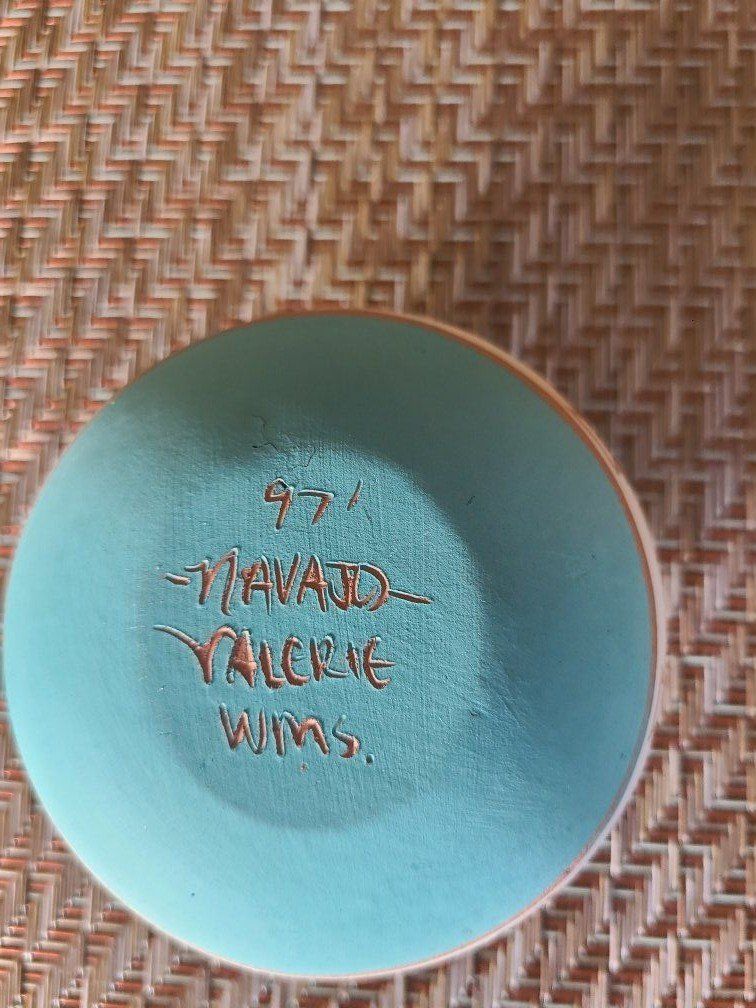 97'
-NAVAJO-
VALERIE
Wms.